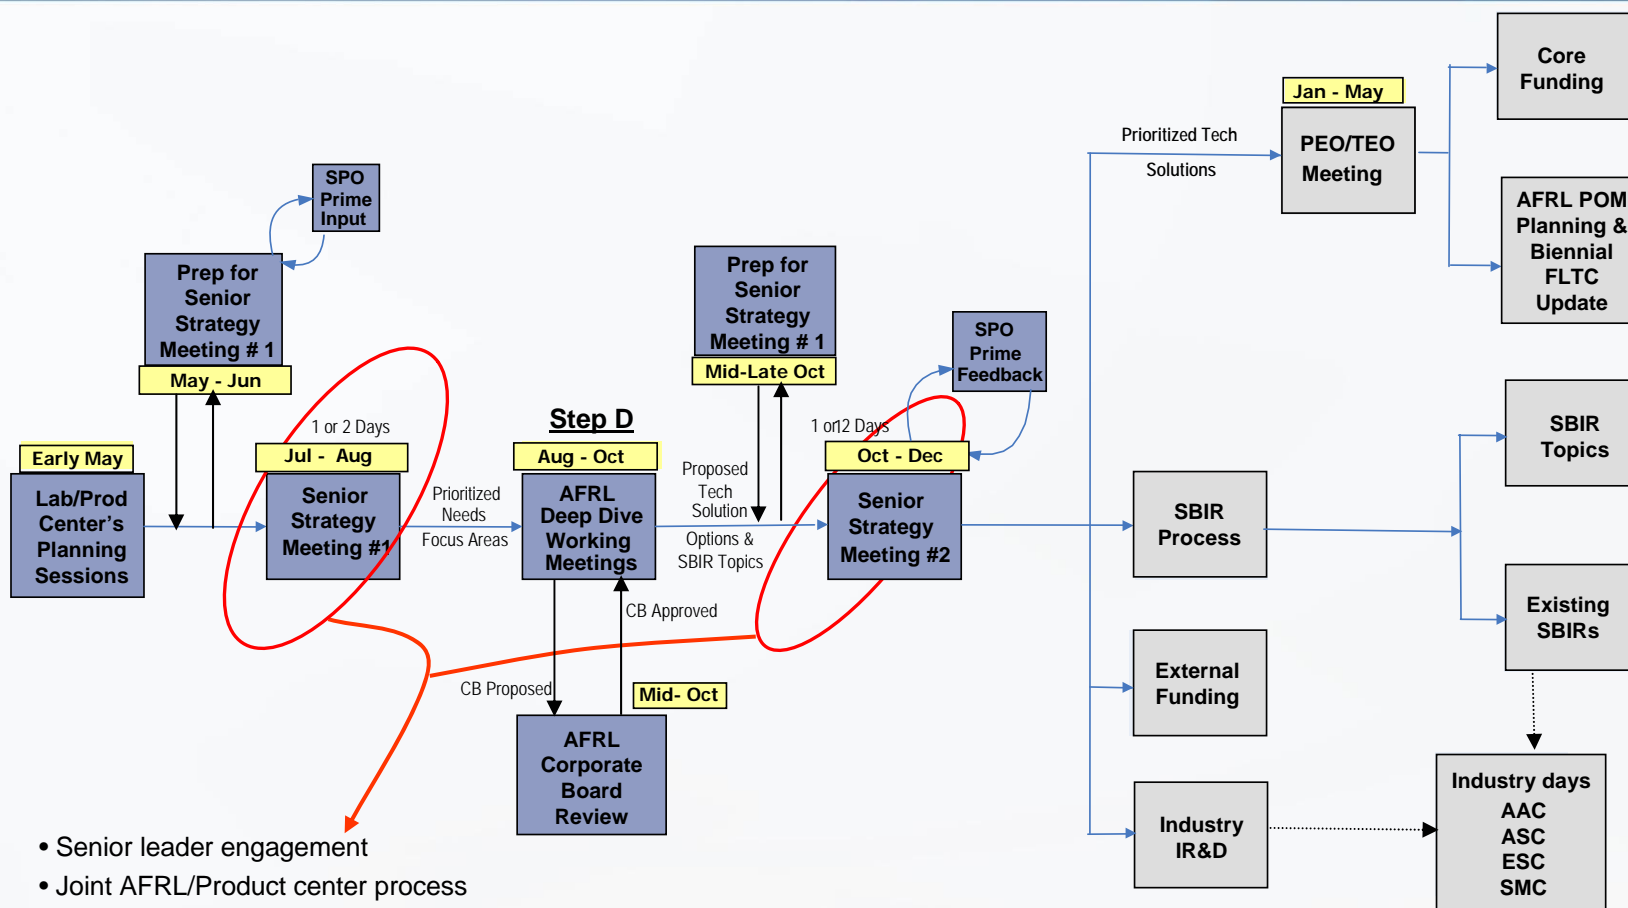 Core
Funding
Jan - May
Prioritized Tech
Solutions
PEO/TEO
Meeting
AFRL POM
Planning &
Biennial
FLTC
Update
SPO
Prime
Input
Prep for
Senior
Strategy
Meeting # 1
May - Jun
Prep for
Senior
Strategy
Meeting # 1
Mid-Late Oct
SPO
Prime
Feedback
Early May
Lab/Prod
Center's
Planning
Sessions
1 or 2 Days
Jul - Aug
Senior
Strategy
Meeting #1
Prioritized
Needs
Focus Areas
Step D
Aug - Oct
AFRL
Deep Dive
Working
Meetings
Proposed
Tech
Solution
Options &
SBIR Topics
1 or12 Days
Oct - Dec
Senior
Strategy
Meeting #2
CB Proposed
CB Approved
Mid- Oct
AFRL
Corporate
Board
Review
SBIR
Process
SBIR
Topics
Existing
SBIRs
External
Funding
Industry
IR&D
Industry days
AAC
ASC
ESC
SMC
• Senior leader engagement
• Joint AFRL/Product center process